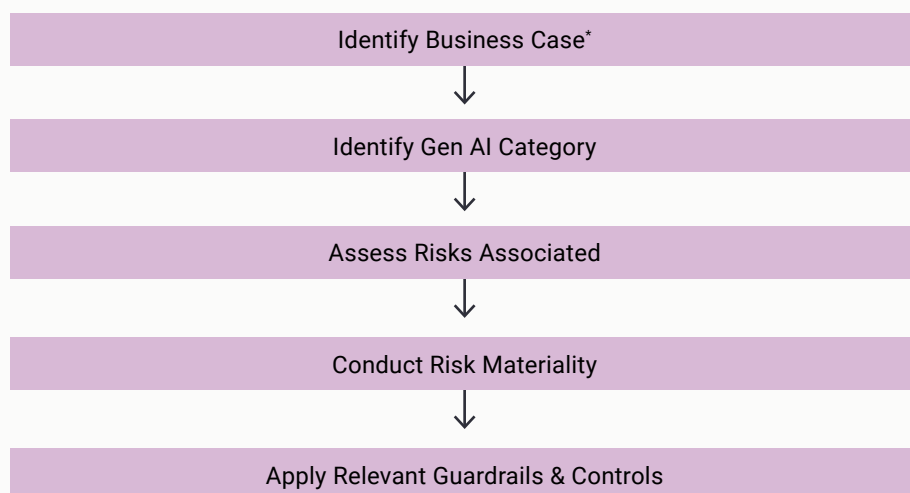 Identify Business Case*
Identify Gen AI Category
Assess Risks Associated
Conduct Risk Materiality
Apply Relevant Guardrails & Controls